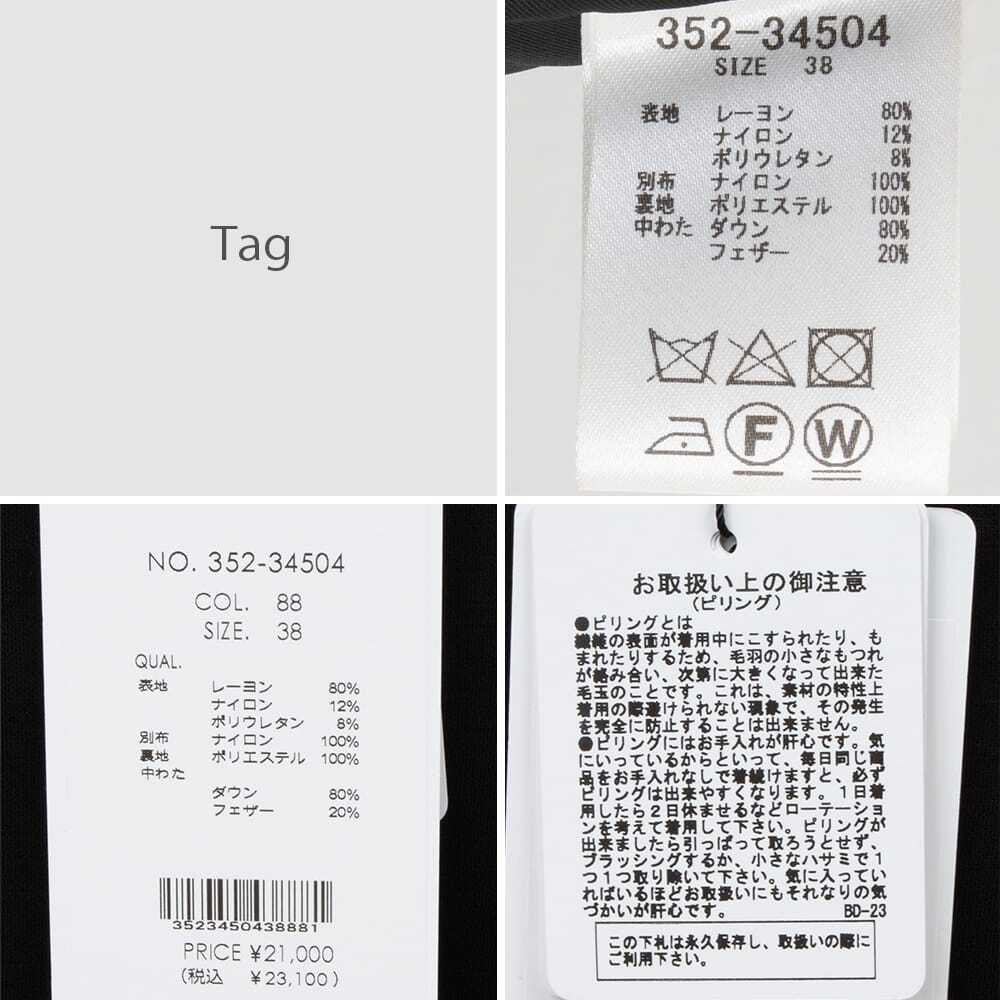 Tag
352-34504
SIZE 38
表地 レーヨン 80%
ナイロン 12%
ポリウレタン 8%
別布 ナイロン 100%
裏地 ポリエステル 100%
中わた ダウン 80%
フェザー 20%
F
W
NO. 352-34504
COL. 88
SIZE. 38
QUAL.
表地 レーヨン 80%
ナイロン 12%
ポリウレタン 8%
別布 ナイロン 100%
裏地 ポリエステル 100%
中わた
ダウン 80%
フェザー 20%
3523450438881
PRICE ¥21,000
(税込 ¥23,100)
お取扱い上の御注意
(ピリング)
●ピリングとは
繊維の表面が着用中にこすられたり、も
まれたりするため、毛羽の小さなもつれ
が絡み合い、次第に大きくなって出来た
毛玉のことです。これは、素材の特性上
着用の際避けられない現象で、その発生
を完全に防止することは出来ません。
●ピリングにはお手入れが肝心です。気
にいっているからといって、毎日同じ商
品をお手入れなしで着続けますと、必ず
ピリングは出来やすくなります。1日着
用したら2日休ませるなどローテーショ
ンを考えて着用して下さい。ピリングが
出来ましたら引っぱって取ろうとせず、
ブラッシングするか、小さなハサミで1
つ1つ取り除いて下さい。気に入ってい
ればいるほどお取扱いにもそれなりの気
づかいが肝心です。 BD-23
この下札は永久保存し、取扱いの際に
ご利用下さい。